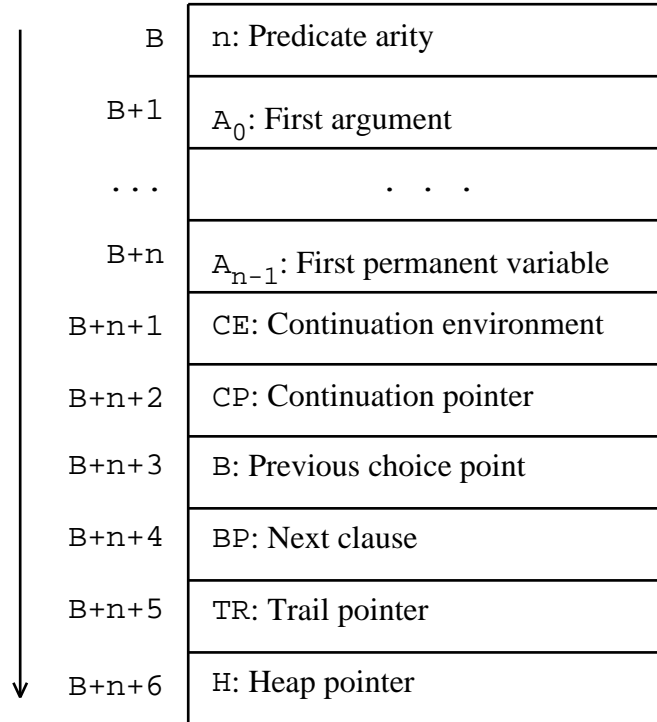 B n: Predicate arity
B+1 A0: First argument
... . . .
B+n An-1: First permanent variable
B+n+1 CE: Continuation environment
B+n+2 CP: Continuation pointer
B+n+3 B: Previous choice point
B+n+4 BP: Next clause
B+n+5 TR: Trail pointer
B+n+6 H: Heap pointer